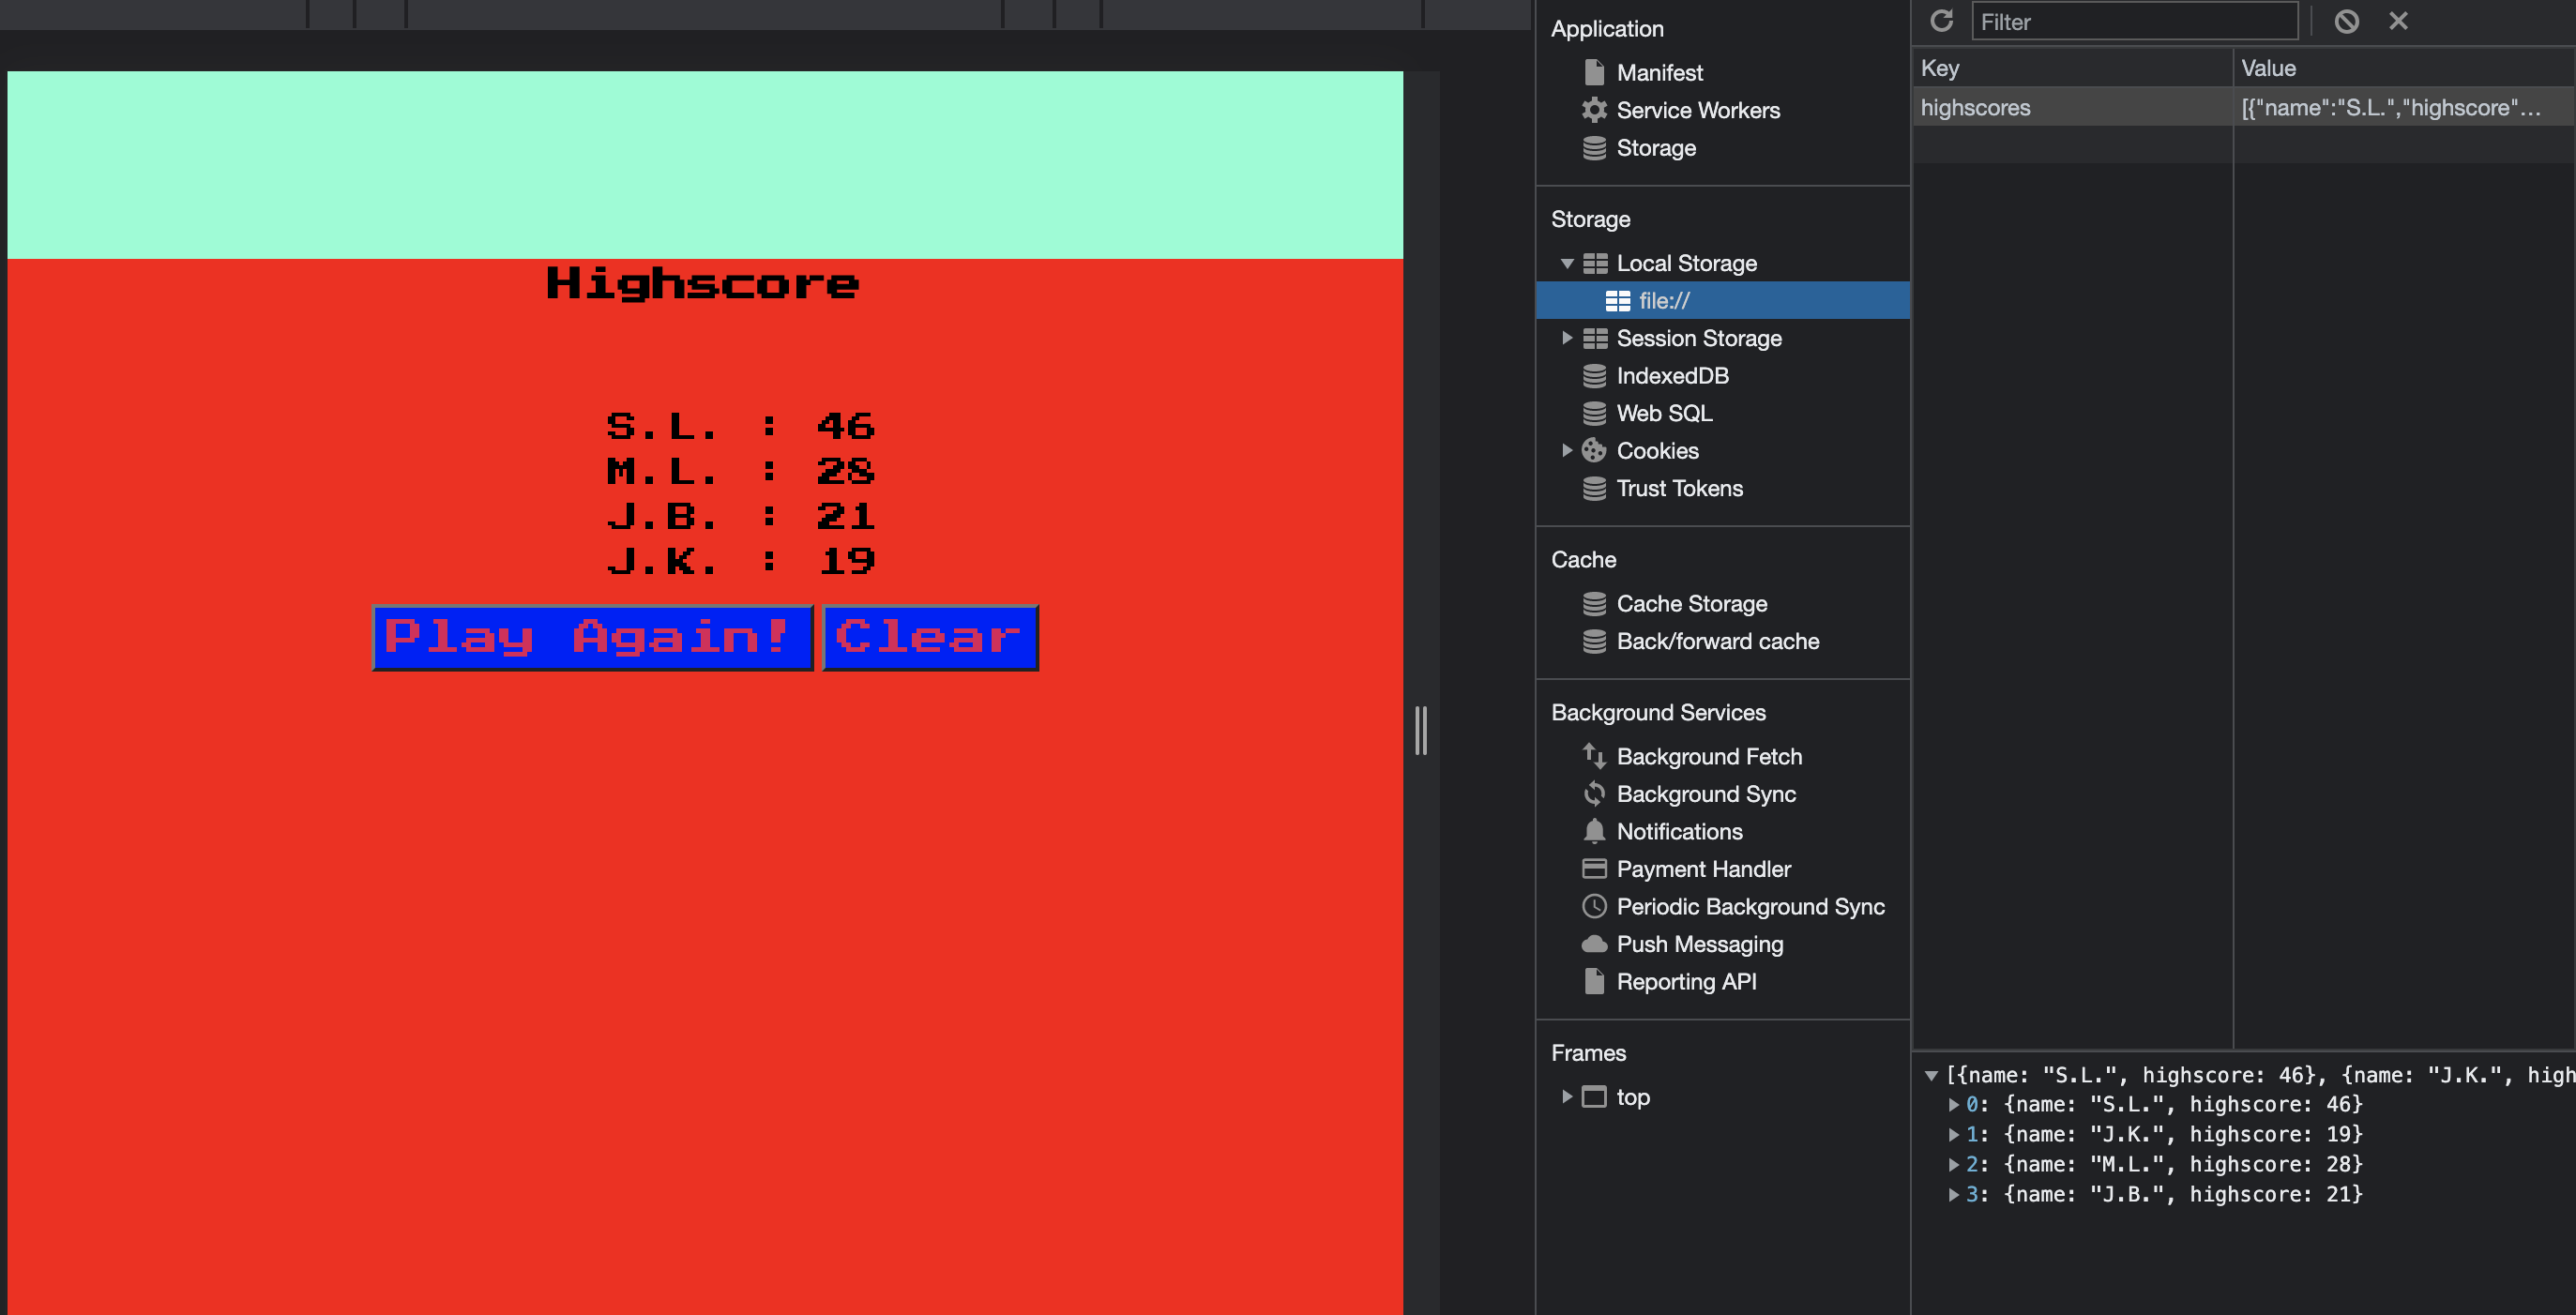 Highscore
S.L. : 46
M.L. : 28
J.B. : 21
J.K. : 19
Play Again! Clear
Application
Manifest
Service Workers
Storage
Storage
Local Storage
file://
Session Storage
IndexedDB
Web SQL
Cookies
Trust Tokens
Cache
Cache Storage
Back/forward cache
Background Services
Background Fetch
Background Sync
Notifications
Payment Handler
Periodic Background Sync
Push Messaging
Reporting API
Frames
top
Filter
Key Value
highscores [{"name":"S.L.","highscore"…
[{name: "S.L.", highscore: 46}, {name: "J.K.", high
0: {name: "S.L.", highscore: 46}
1: {name: "J.K.", highscore: 19}
2: {name: "M.L.", highscore: 28}
3: {name: "J.B.", highscore: 21}